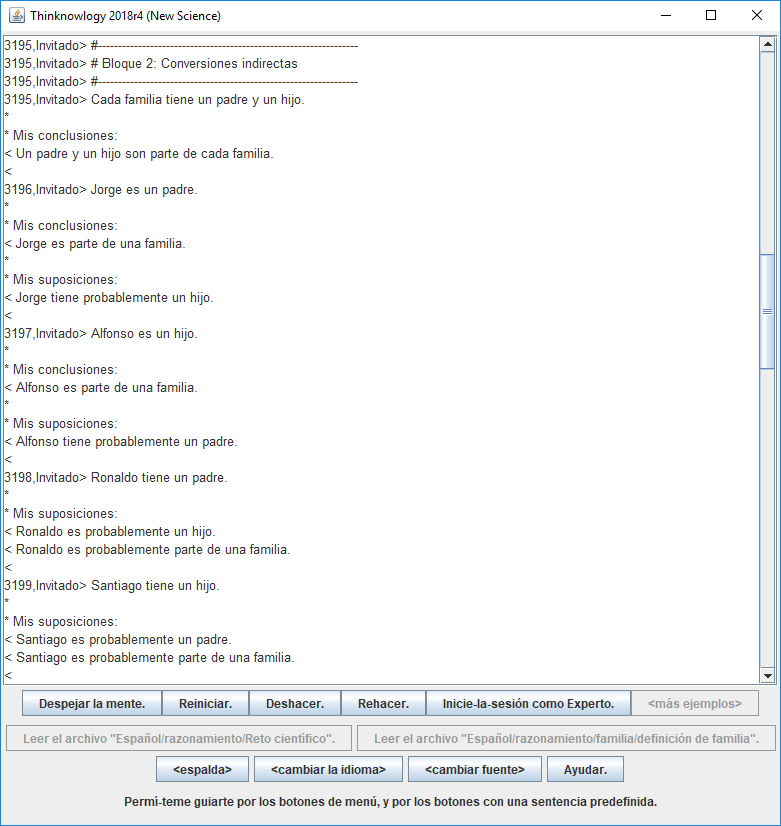 Thinknowlogy 2018r4 (New Science)
3195,Invitado> #-----------------------------------------------------------------
3195,Invitado> # Bloque 2: Conversiones indirectas
3195,Invitado> #-----------------------------------------------------------------
3195,Invitado> Cada familia tiene un padre y un hijo.
*
* Mis conclusiones:
< Un padre y un hijo son parte de cada familia.
<
3196,Invitado> Jorge es un padre.
*
* Mis conclusiones:
< Jorge es parte de una familia.
*
* Mis suposiciones:
< Jorge tiene probablemente un hijo.
<
3197,Invitado> Alfonso es un hijo.
*
* Mis conclusiones:
< Alfonso es parte de una familia.
*
* Mis suposiciones:
< Alfonso tiene probablemente un padre.
<
3198,Invitado> Ronaldo tiene un padre.
*
* Mis suposiciones:
< Ronaldo es probablemente un hijo.
< Ronaldo es probablemente parte de una familia.
<
3199,Invitado> Santiago tiene un hijo.
*
* Mis suposiciones:
< Santiago es probablemente un padre.
< Santiago es probablemente parte de una familia.
<
Despejar la mente. Reiniciar. Deshacer. Rehacer. Inicie-la-sesión como Experto. <más ejemplos>
Leer el archivo "Español/razonamiento/Reto científico". Leer el archivo "Español/razonamiento/familia/definición de familia".
<espalda> <cambiar la idioma> <cambiar fuente> Ayudar.
Permí-teme guiarte por los botones de menú, y por los botones con una sentencia predefinida.